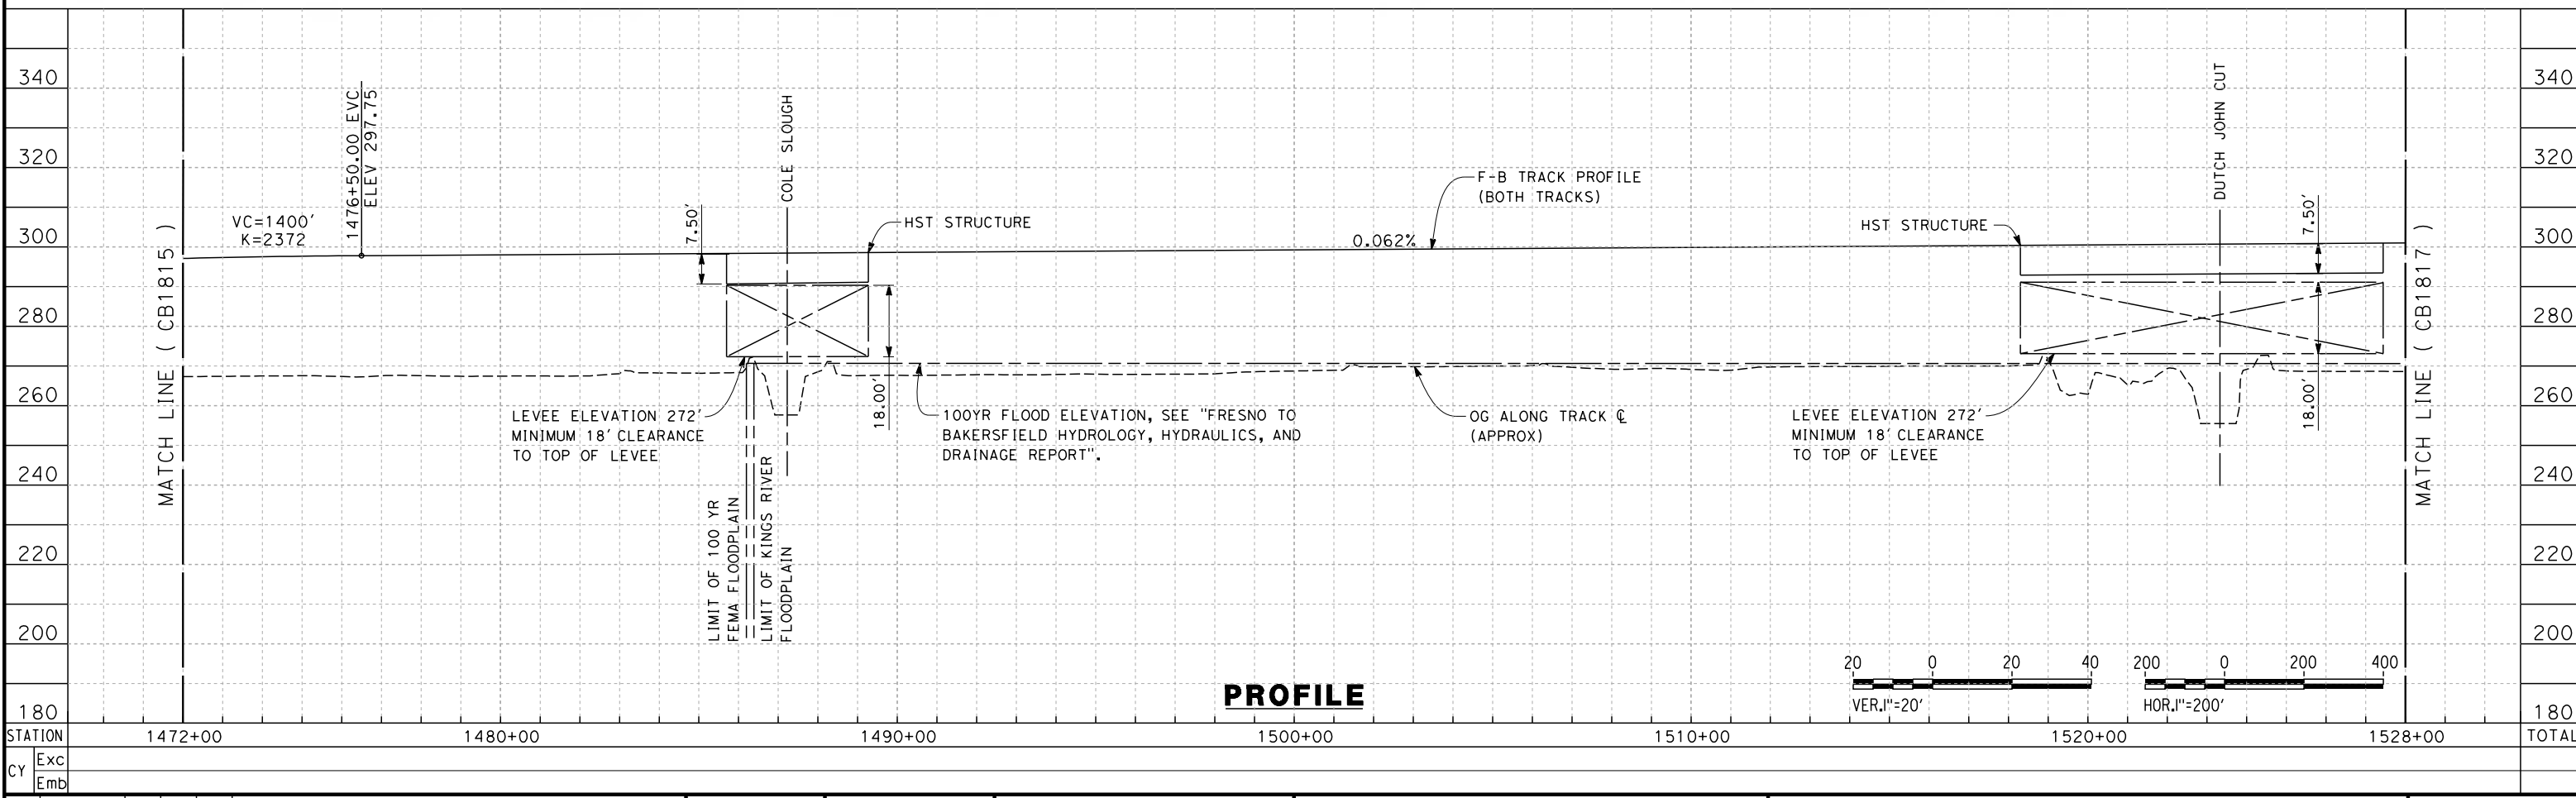 340
320
300
280
260
240
220
200
180
MATCH LINE ( CB1815 )
VC=1400'
K=2372
1476+50.00 EVC
ELEV 297.75
7.50'
COLE SLOUGH
HST STRUCTURE
18.00'
LEVEE ELEVATION 272'
MINIMUM 18' CLEARANCE
TO TOP OF LEVEE
LIMIT OF 100 YR
FEMA FLOODPLAIN
LIMIT OF KINGS RIVER
FLOODPLAIN
100YR FLOOD ELEVATION, SEE "FRESNO TO
BAKERSFIELD HYDROLOGY, HYDRAULICS, AND
DRAINAGE REPORT".
0.062%
F-B TRACK PROFILE
(BOTH TRACKS)
OG ALONG TRACK ℄
(APPROX)
HST STRUCTURE
DUTCH JOHN CUT
7.50'
18.00'
LEVEE ELEVATION 272'
MINIMUM 18' CLEARANCE
TO TOP OF LEVEE
MATCH LINE ( CB1817 )
340
320
300
280
260
240
220
200
180
PROFILE
20 0 20 40
VER.1"=20'
200 0 200 400
HOR.1"=200'
STATION 1472+00 1480+00 1490+00 1500+00 1510+00 1520+00 1528+00 TOTAL
CY
Exc
Emb